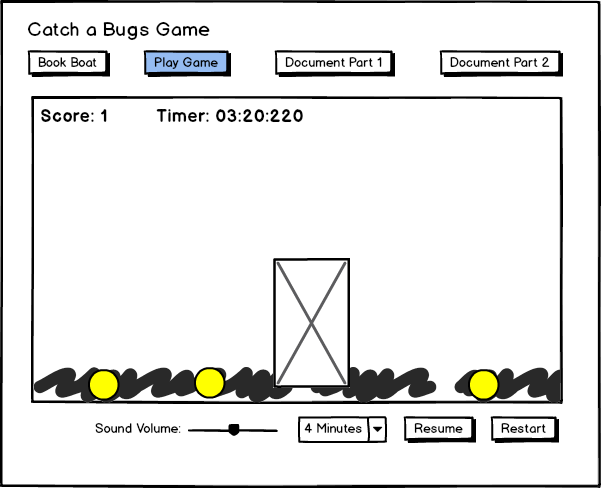 Catch a Bugs Game
Book Boat Play Game Document Part 1 Document Part 2
Score: 1 Timer: 03:20:220
Sound Volume: 4 Minutes Resume Restart